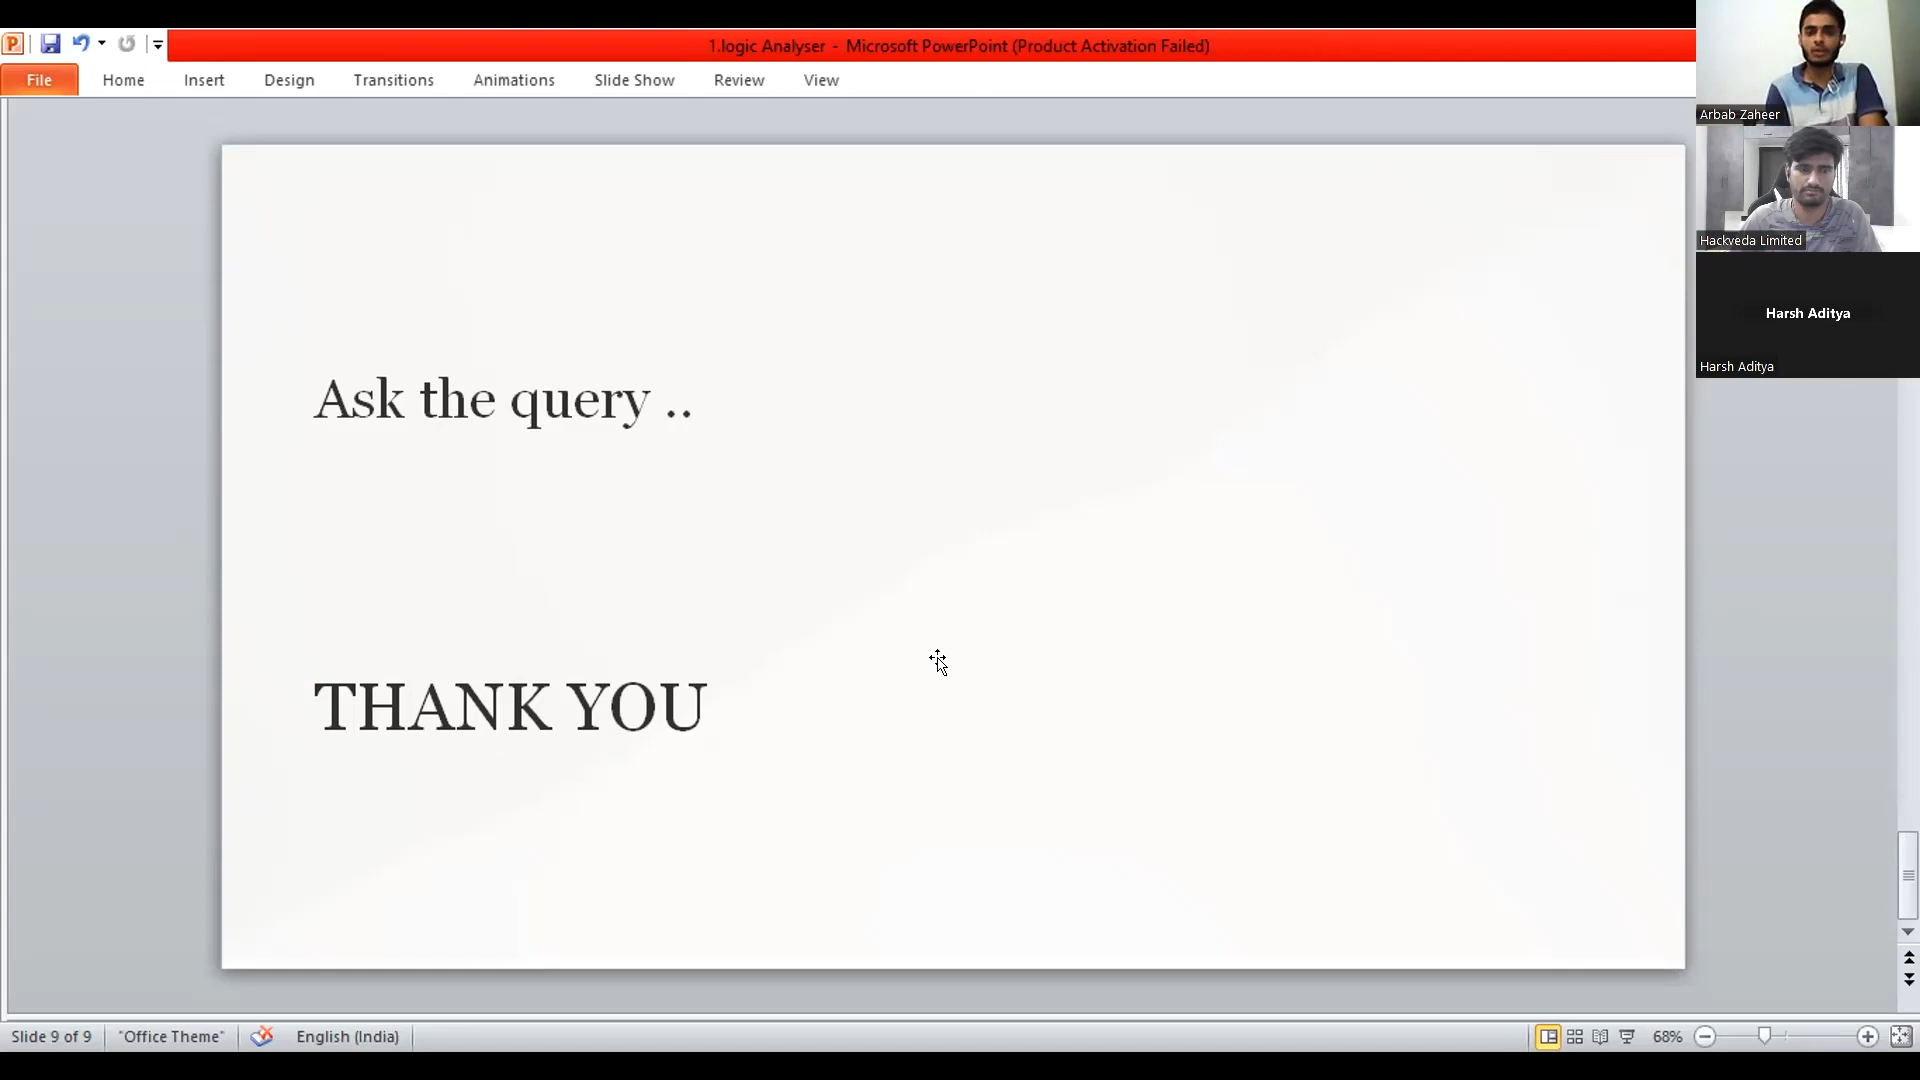 1.logic Analyser - Microsoft PowerPoint (Product Activation Failed)
File Home Insert Design Transitions Animations Slide Show Review View
Arbab Zaheer
Hackveda Limited
Harsh Aditya
Harsh Aditya
Ask the query ..
THANK YOU
Slide 9 of 9 "Office Theme" English (India) 68%